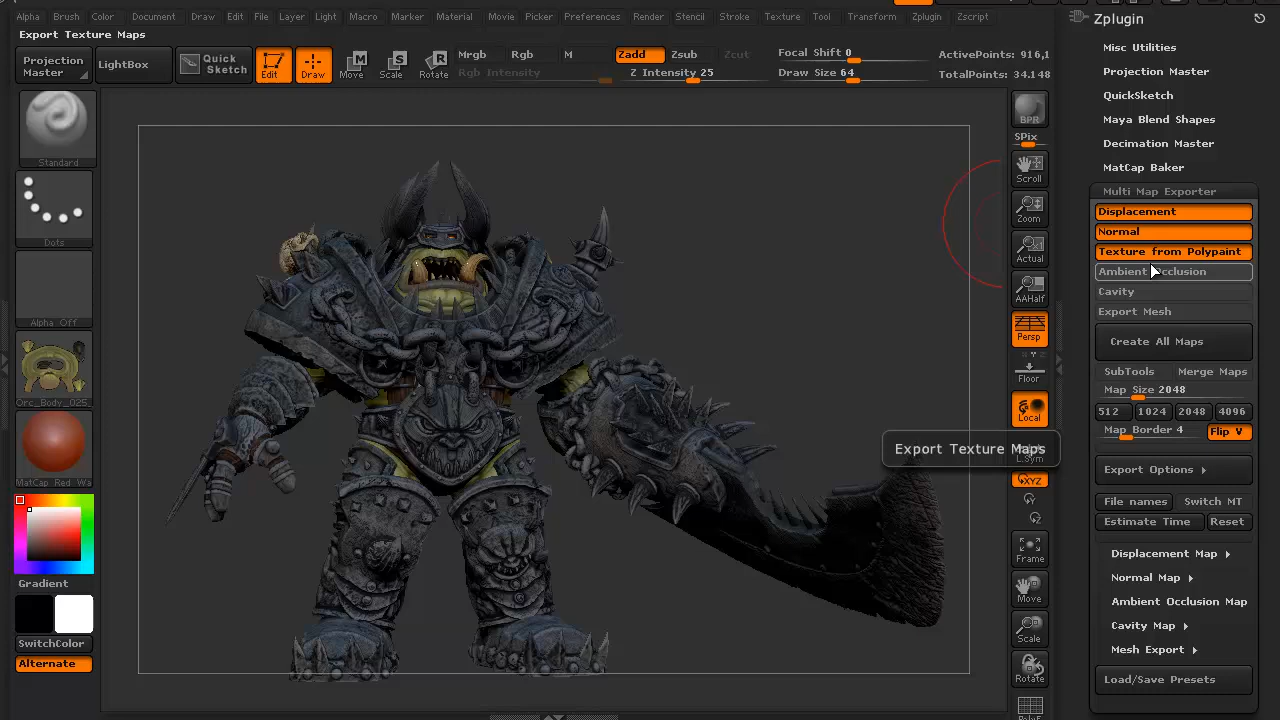 Alpha Brush Color Document Draw Edit File Layer Light Macro Marker Material Movie Picker Preferences Render Stencil Stroke Texture Tool Transform Zplugin Zscript
Export Texture Maps
Projection Master
LightBox
Quick Sketch
Edit
Draw
Move
Scale
Rotate
Mrgb Rgb M
Rgb Intensity
Zadd Zsub Zcut
Z Intensity 25
Focal Shift 0
Draw Size 64
ActivePoints: 916,1
TotalPoints: 34.148
Standard
Dots
Alpha Off
Orc_Body_025_
MatCap Red Wa
Gradient
SwitchColor
Alternate
BPR
SPix
Scroll
Zoom
Actual
AAHalf
Persp
Floor
Local
L.Sym
XYZ
Frame
Move
Scale
Rotate
PolyF
Export Texture Maps
Zplugin
Misc Utilities
Projection Master
QuickSketch
Maya Blend Shapes
Decimation Master
MatCap Baker
Multi Map Exporter
Displacement
Normal
Texture from Polypaint
Ambient Occlusion
Cavity
Export Mesh
Create All Maps
SubTools Merge Maps
Map Size 2048
512 1024 2048 4096
Map Border 4 Flip V
Export Options
File names Switch MT
Estimate Time Reset
Displacement Map
Normal Map
Ambient Occlusion Map
Cavity Map
Mesh Export
Load/Save Presets